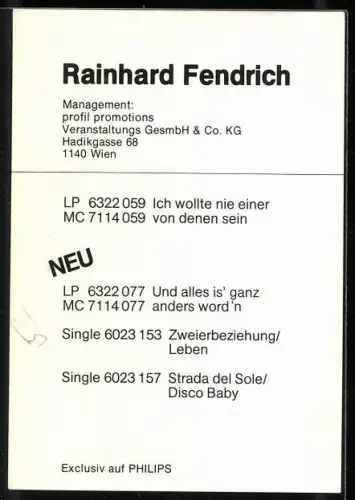 Rainhard Fendrich
Management:
profil promotions
Veranstaltungs GesmbH & Co. KG
Hadikgasse 68
1140 Wien
LP 6322 059 Ich wollte nie einer
MC 7114 059 von denen sein
NEU
LP 6322 077 Und alles is' ganz
MC 7114 077 anders word'n
Single 6023 153 Zweierbeziehung/
Leben
Single 6023 157 Strada del Sole/
Disco Baby
Exclusiv auf PHILIPS